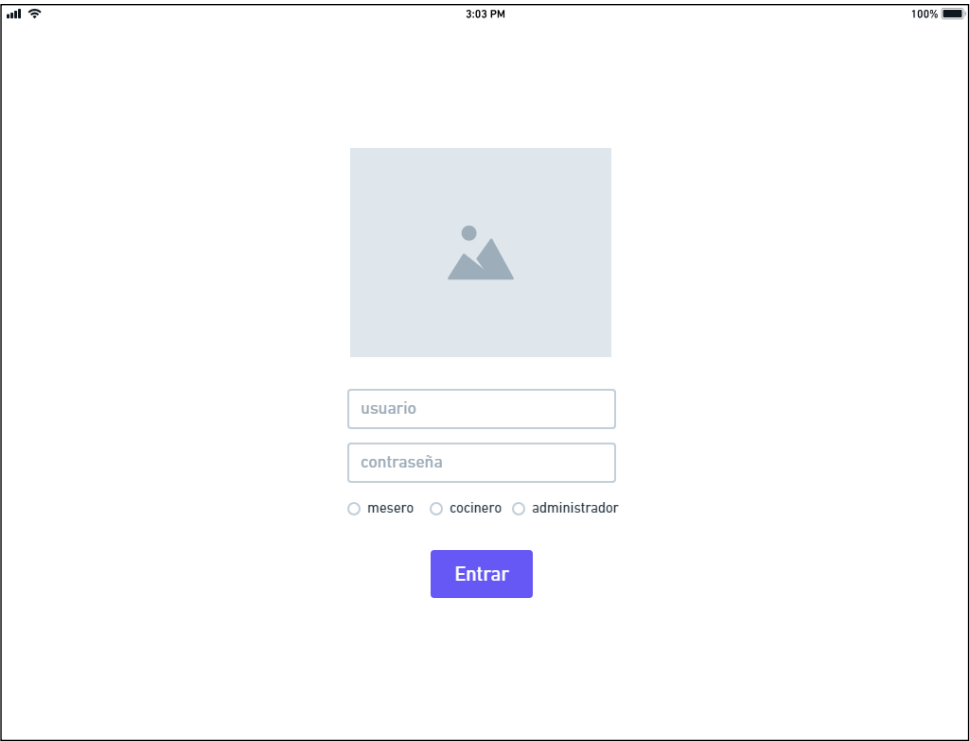 3:03 PM 100%
usuario
contraseña
mesero cocinero administrador
Entrar